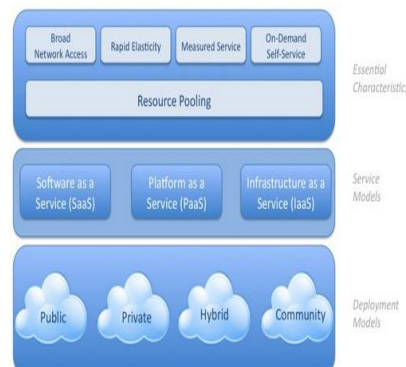 Broad
Network Access
Rapid Elasticity
Measured Service
On-Demand
Self-Service
Resource Pooling
Essential
Characteristics
Software as a
Service (SaaS)
Platform as a
Service (PaaS)
Infrastructure as a
Service (IaaS)
Service
Models
Public
Private
Hybrid
Community
Deployment
Models